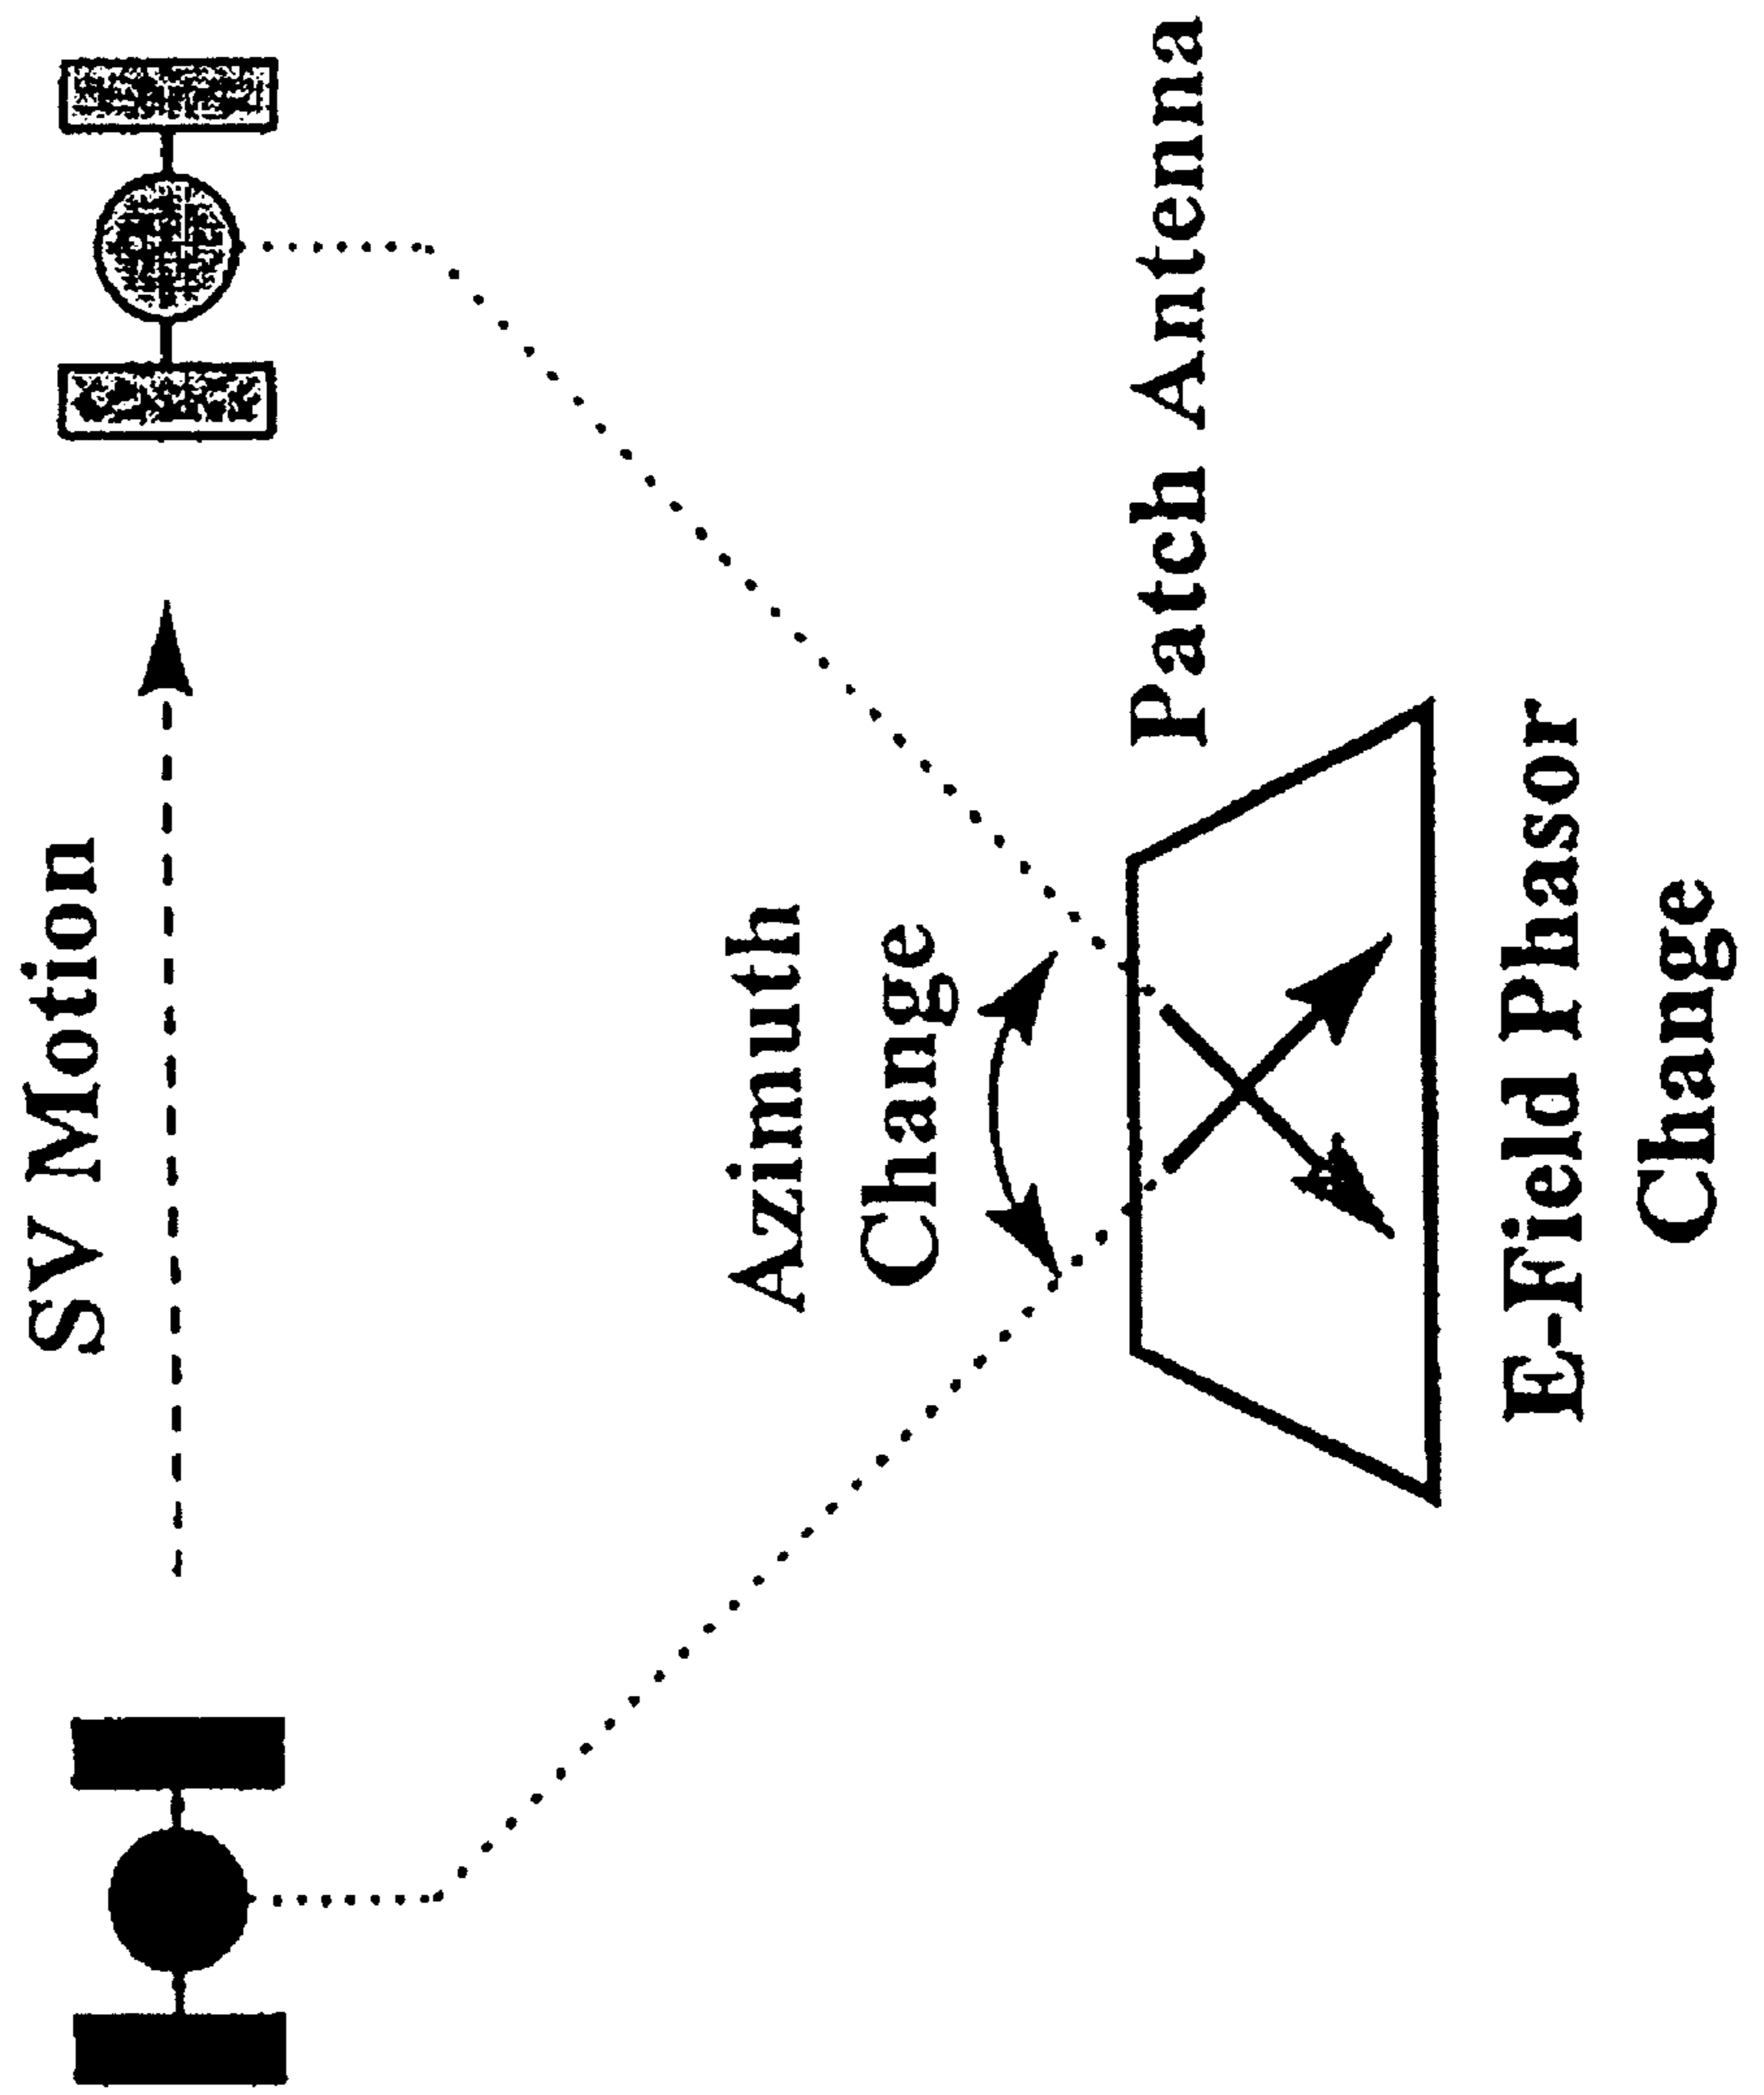 SV Motion
Azimuth
Change
Patch Antenna
E-Field Phasor
Change